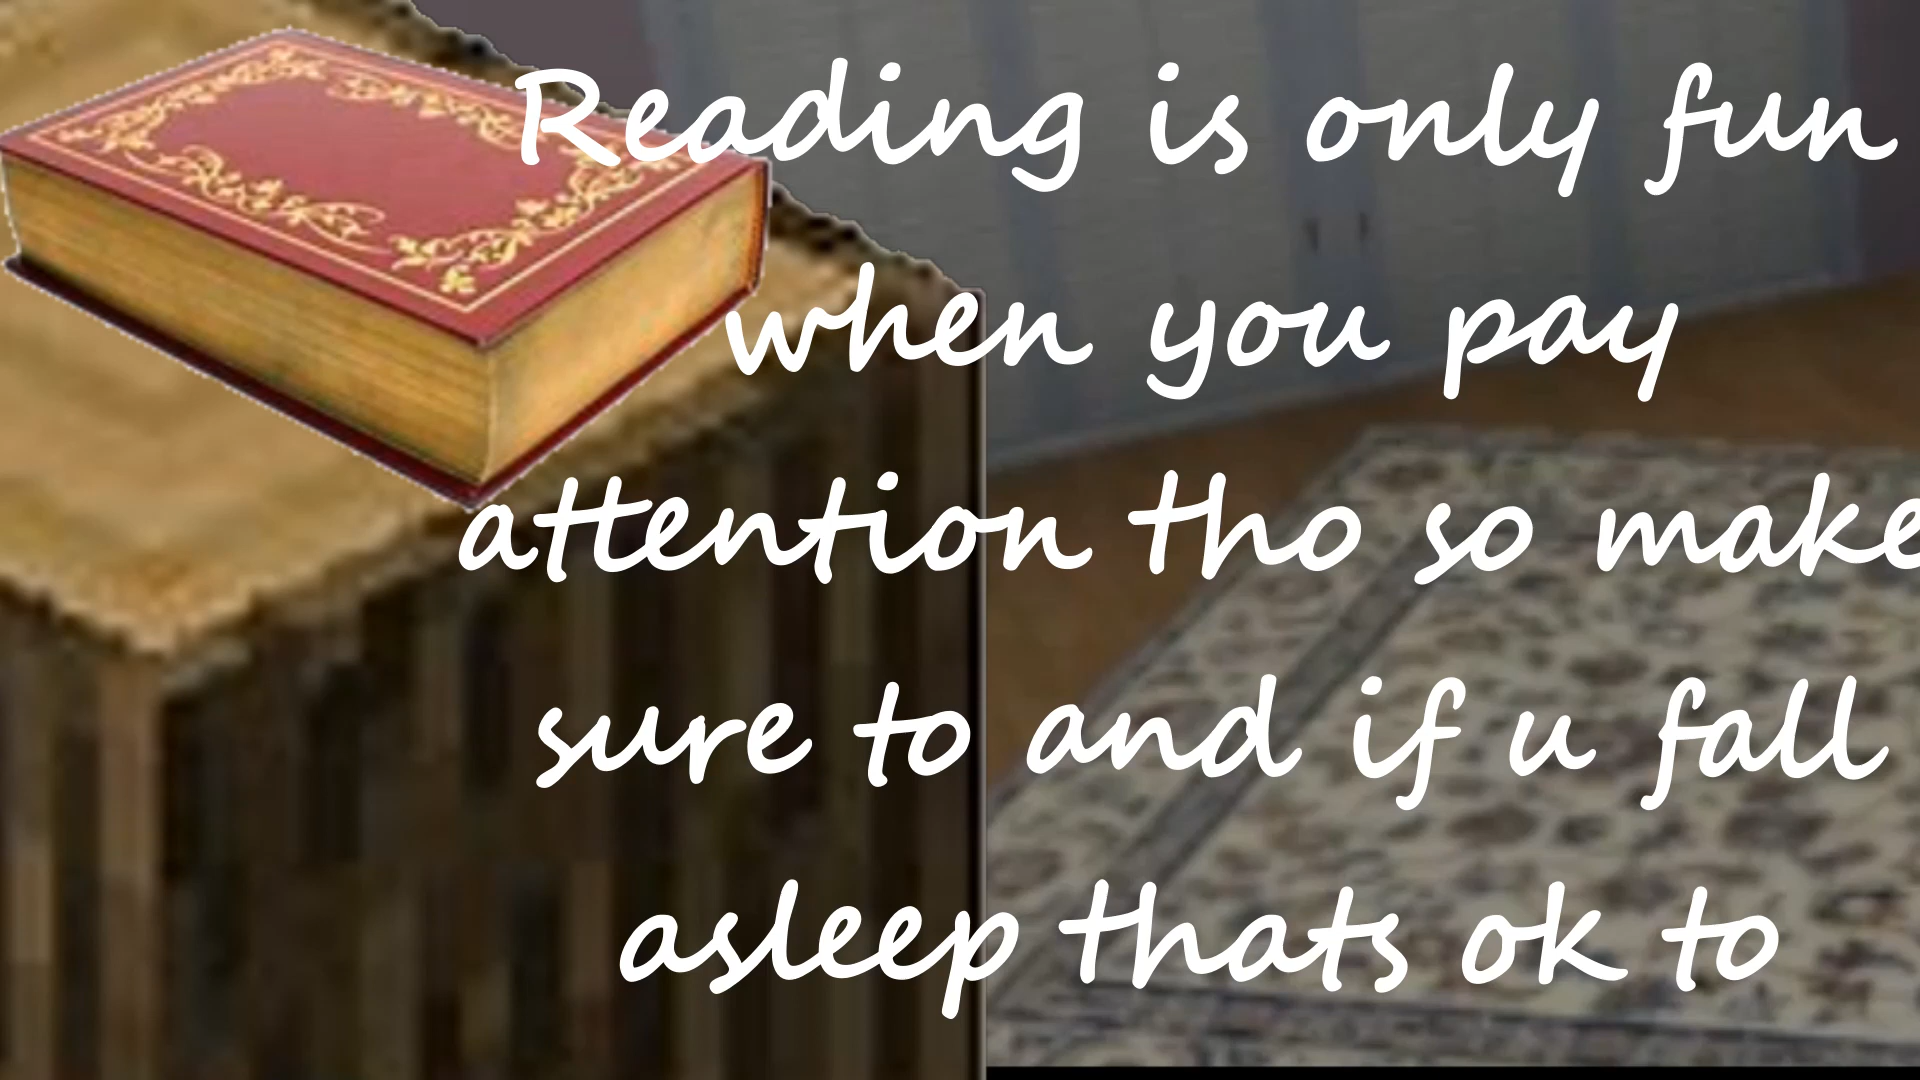 Reading is only fun
when you pay
attention tho so make
sure to and if u fall
asleep thats ok to